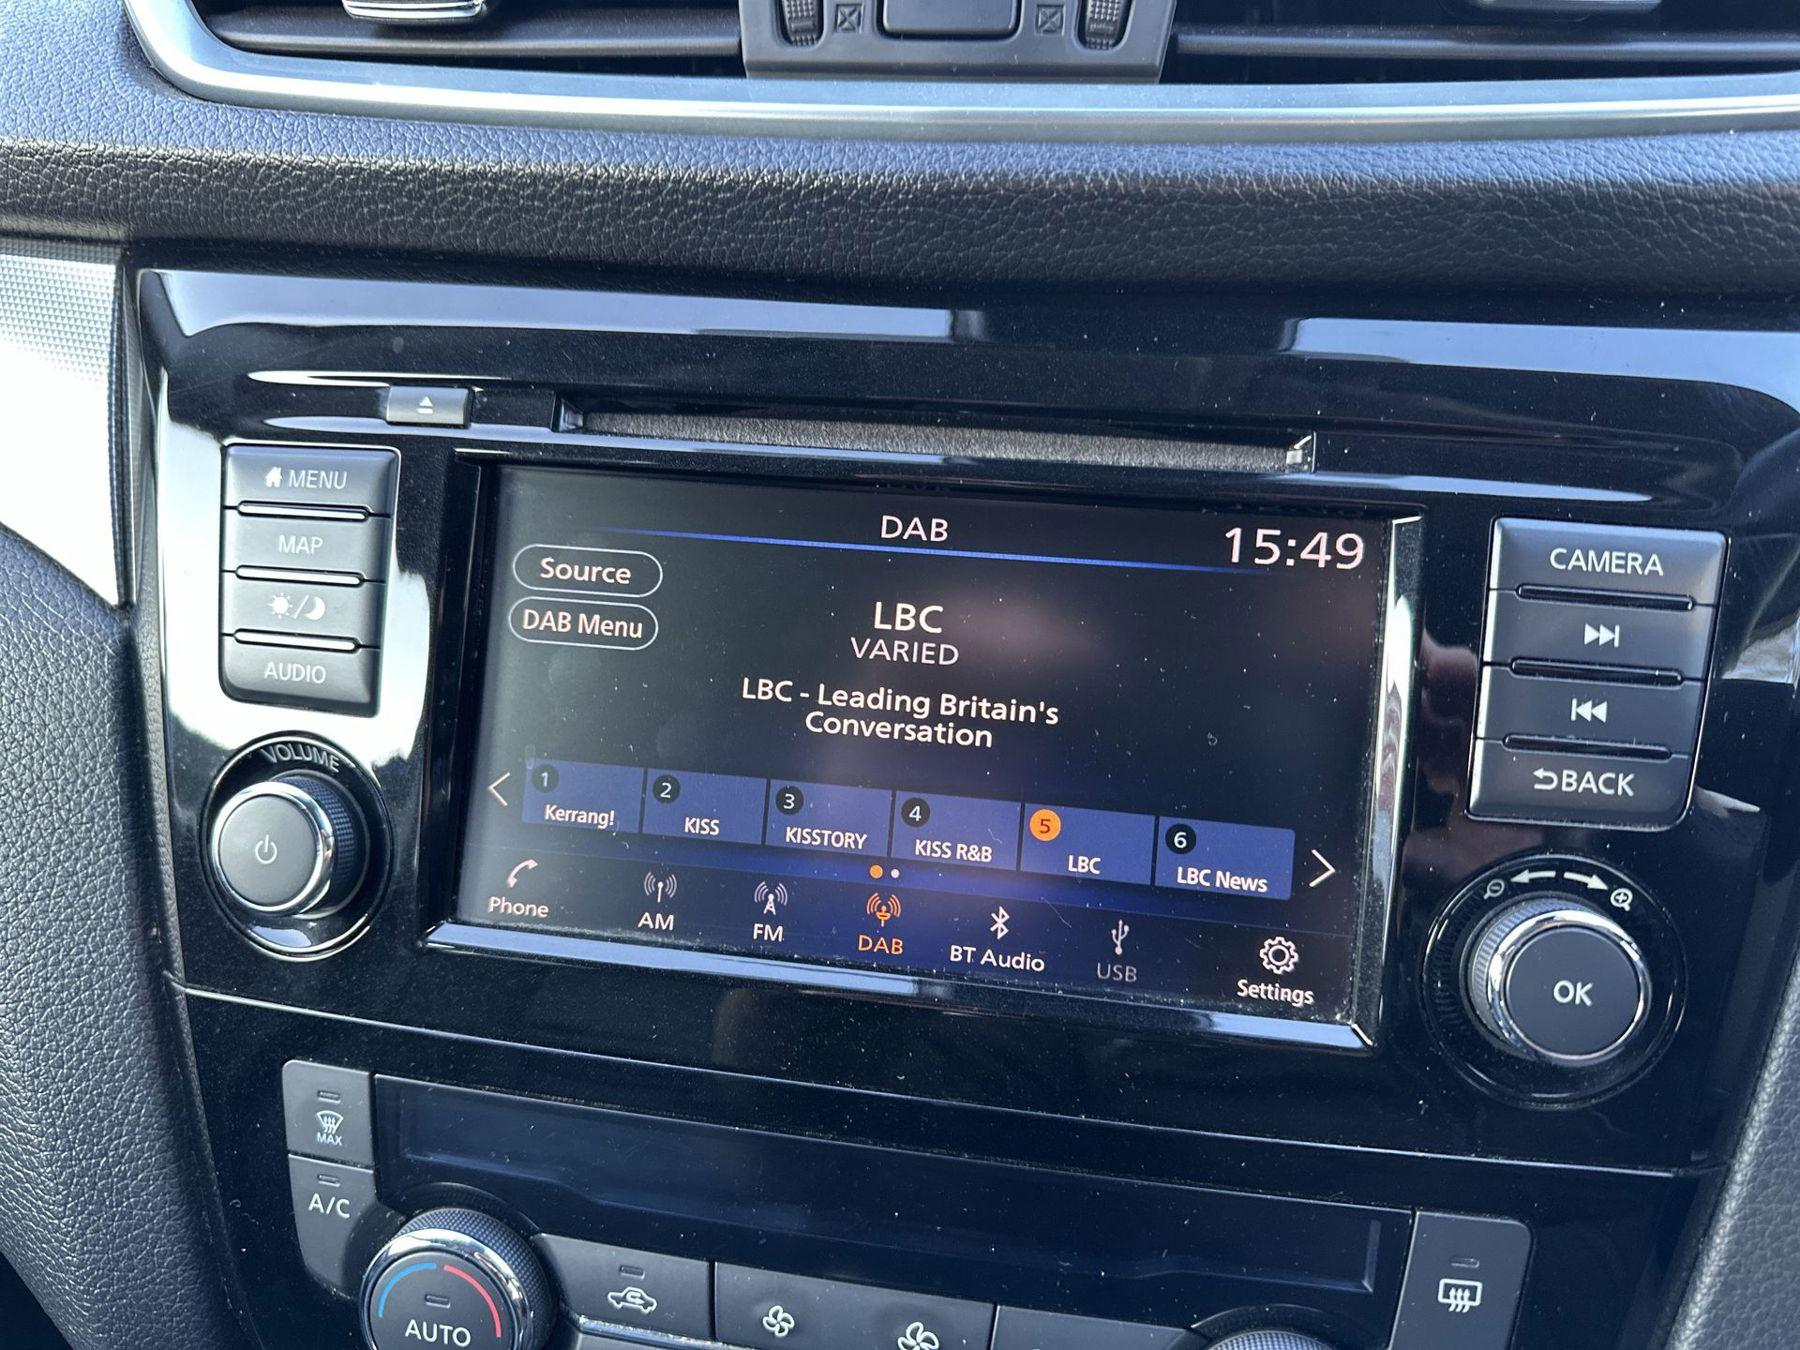 MENU
MAP
AUDIO
VOLUME
DAB
15:49
Source
DAB Menu
LBC
VARIED
LBC - Leading Britain's
Conversation
1 Kerrang!
2 KISS
3 KISSTORY
4 KISS R&B
5 LBC
6 LBC News
Phone
AM
FM
DAB
BT Audio
USB
Settings
CAMERA
BACK
OK
MAX
A/C
AUTO